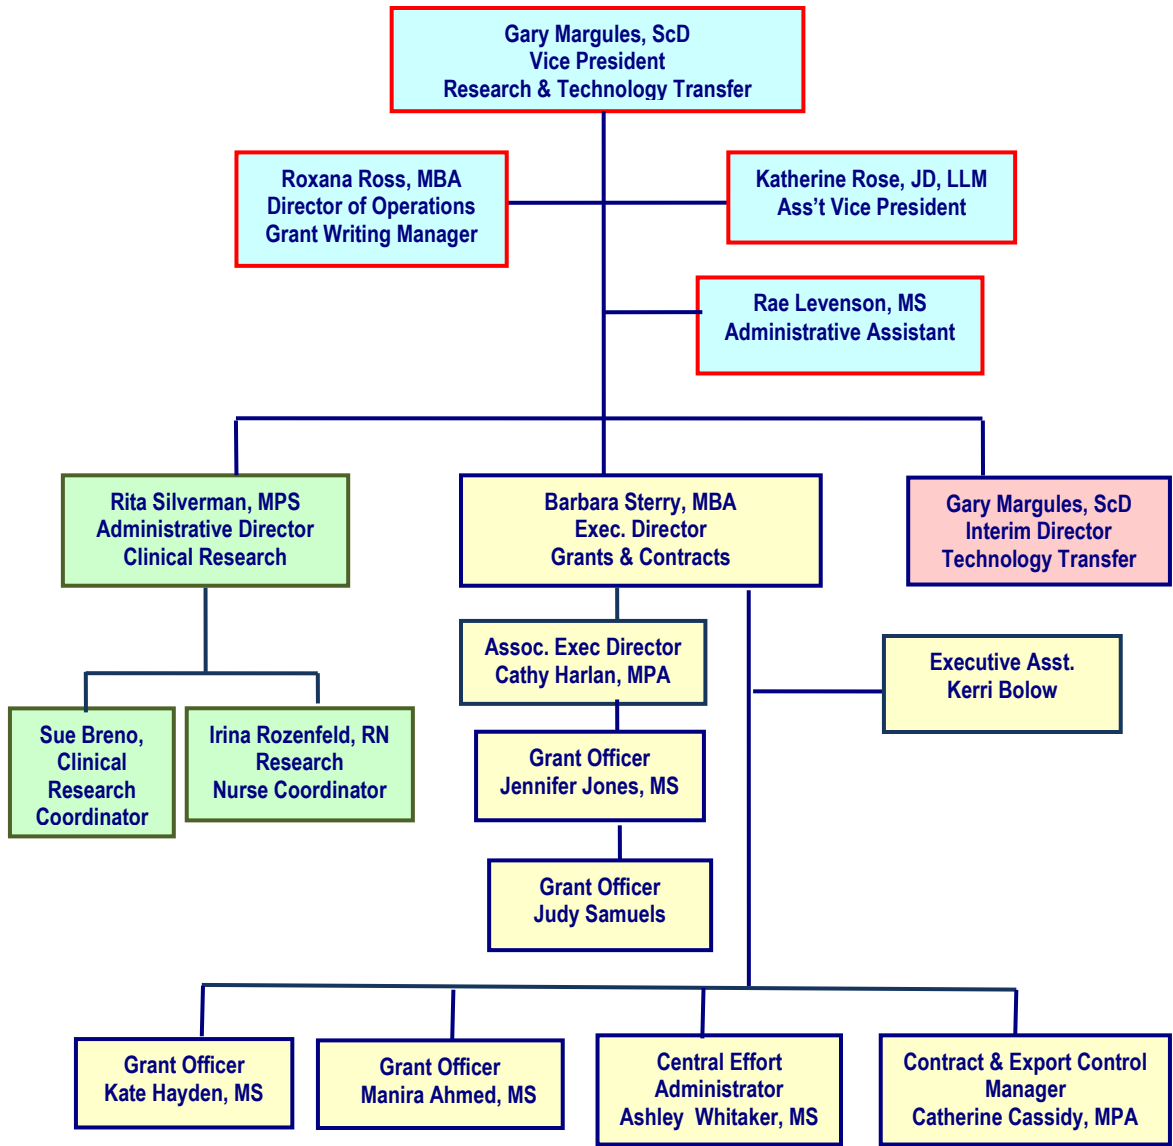 Gary Margules, ScD
Vice President
Research & Technology Transfer
Roxana Ross, MBA
Director of Operations
Grant Writing Manager
Katherine Rose, JD, LLM
Ass’t Vice President
Rae Levenson, MS
Administrative Assistant
Rita Silverman, MPS
Administrative Director
Clinical Research
Barbara Sterry, MBA
Exec. Director
Grants & Contracts
Gary Margules, ScD
Interim Director
Technology Transfer
Assoc. Exec Director
Cathy Harlan, MPA
Executive Asst.
Kerri Bolow
Sue Breno,
Clinical
Research
Coordinator
Irina Rozenfeld, RN
Research
Nurse Coordinator
Grant Officer
Jennifer Jones, MS
Grant Officer
Judy Samuels
Grant Officer
Kate Hayden, MS
Grant Officer
Manira Ahmed, MS
Central Effort
Administrator
Ashley Whitaker, MS
Contract & Export Control
Manager
Catherine Cassidy, MPA